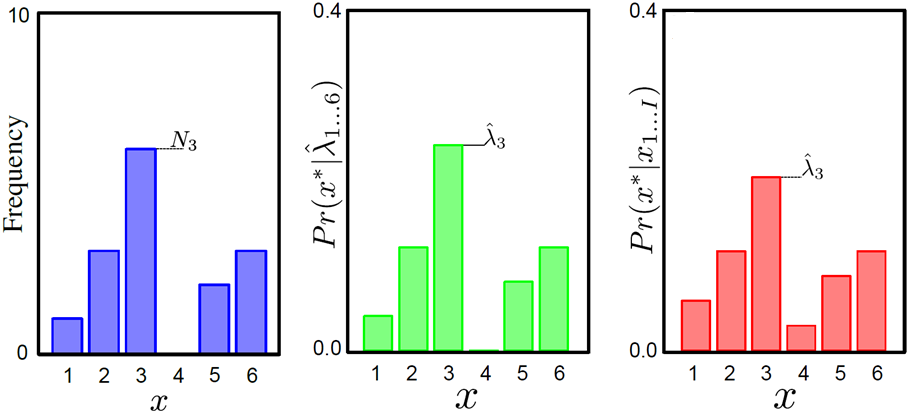 10
Frequency
0
N₃
1 2 3 4 5 6
x
0.4
Pr(x*|λ̂₁…₆)
0.0
λ̂₃
1 2 3 4 5 6
x
0.4
Pr(x*|x₁…I)
0.0
λ̂₃
1 2 3 4 5 6
x